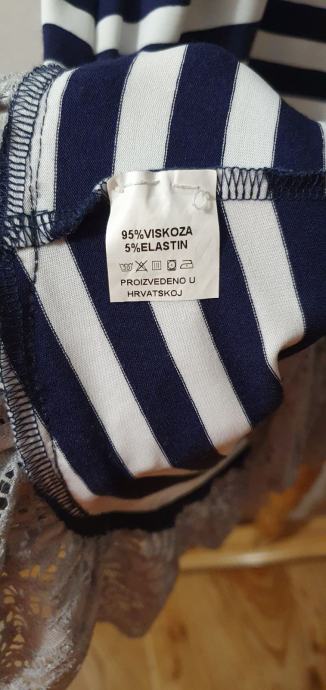 95%VISKOZA
5%ELASTIN
PROIZVEDENO U
HRVATSKOJ